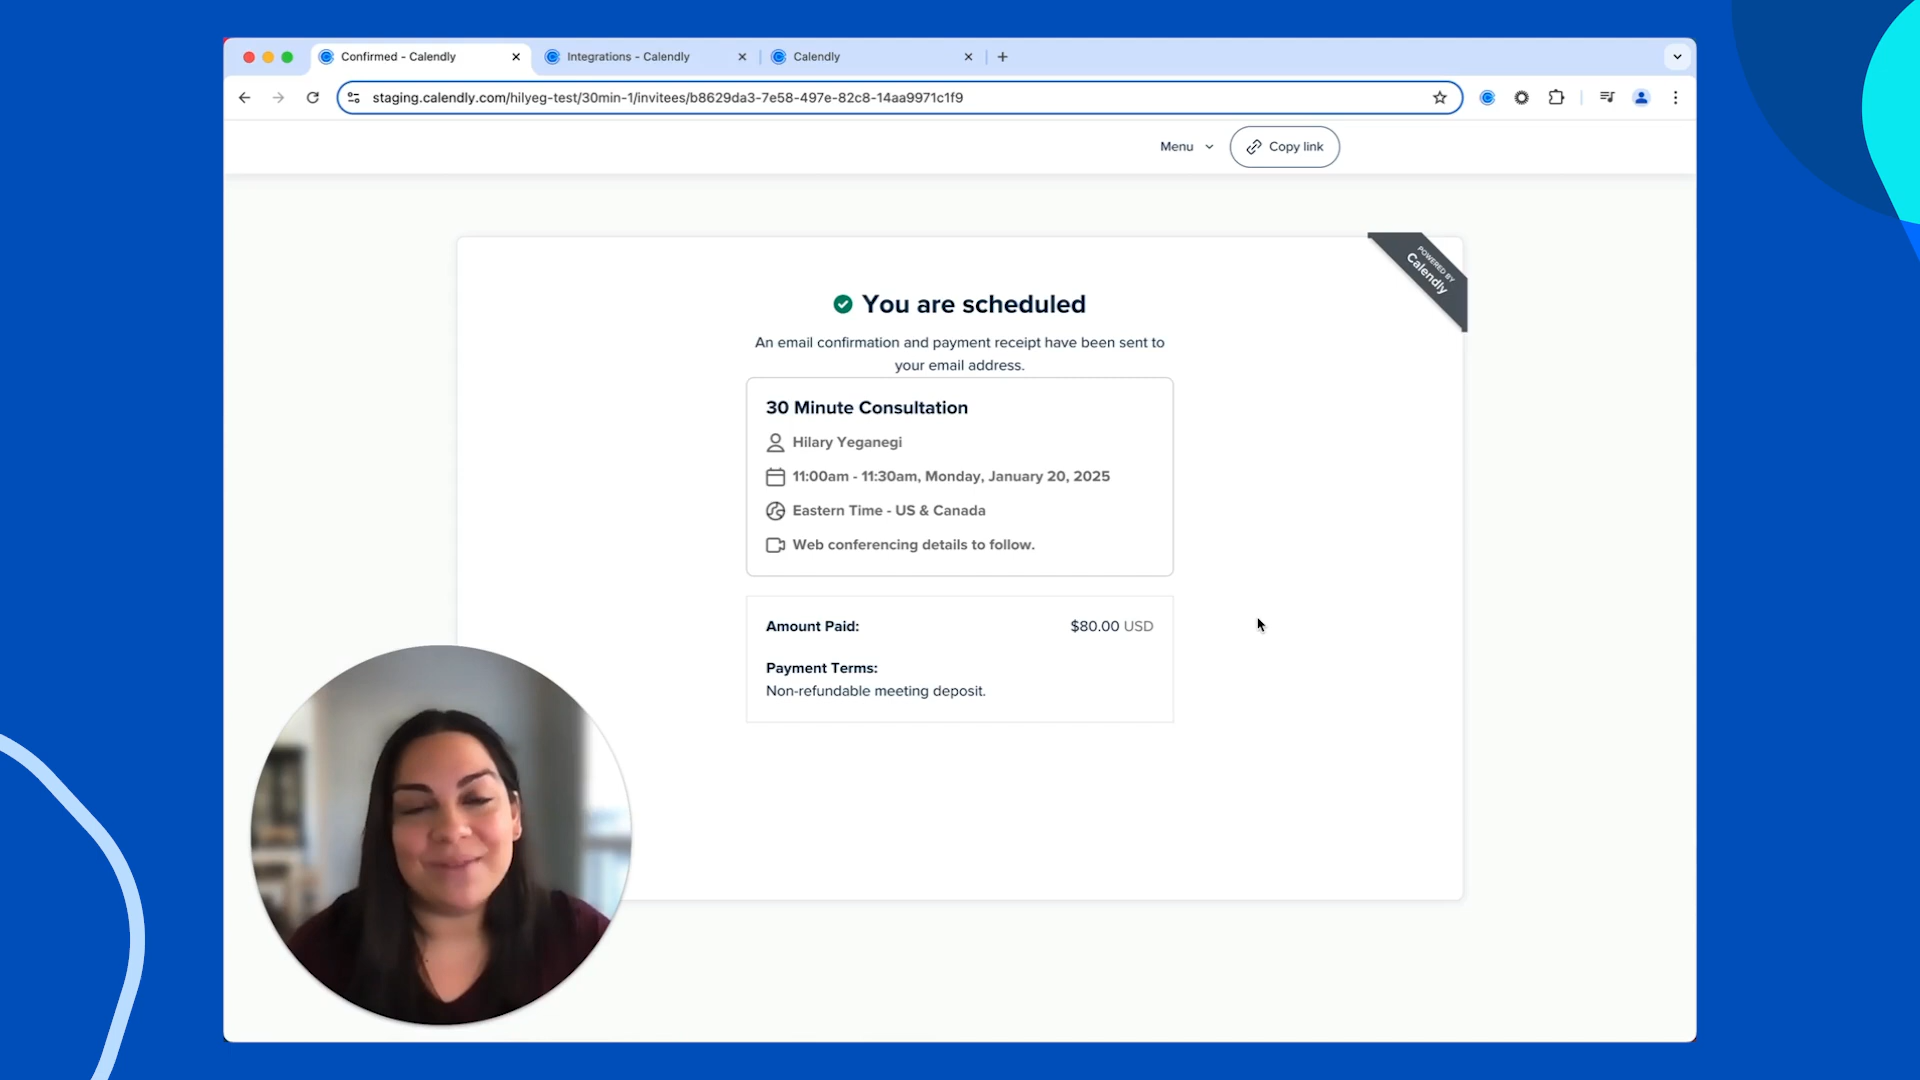 Confirmed - Calendly
Integrations - Calendly
Calendly
staging.calendly.com/hilyeg-test/30min-1/invitees/b8629da3-7e58-497e-82c8-14aa9971c1f9
Menu
Copy link
POWERED BY
Calendly
You are scheduled
An email confirmation and payment receipt have been sent to
your email address.
30 Minute Consultation
Hilary Yeganegi
11:00am - 11:30am, Monday, January 20, 2025
Eastern Time - US & Canada
Web conferencing details to follow.
Amount Paid: $80.00 USD
Payment Terms:
Non-refundable meeting deposit.